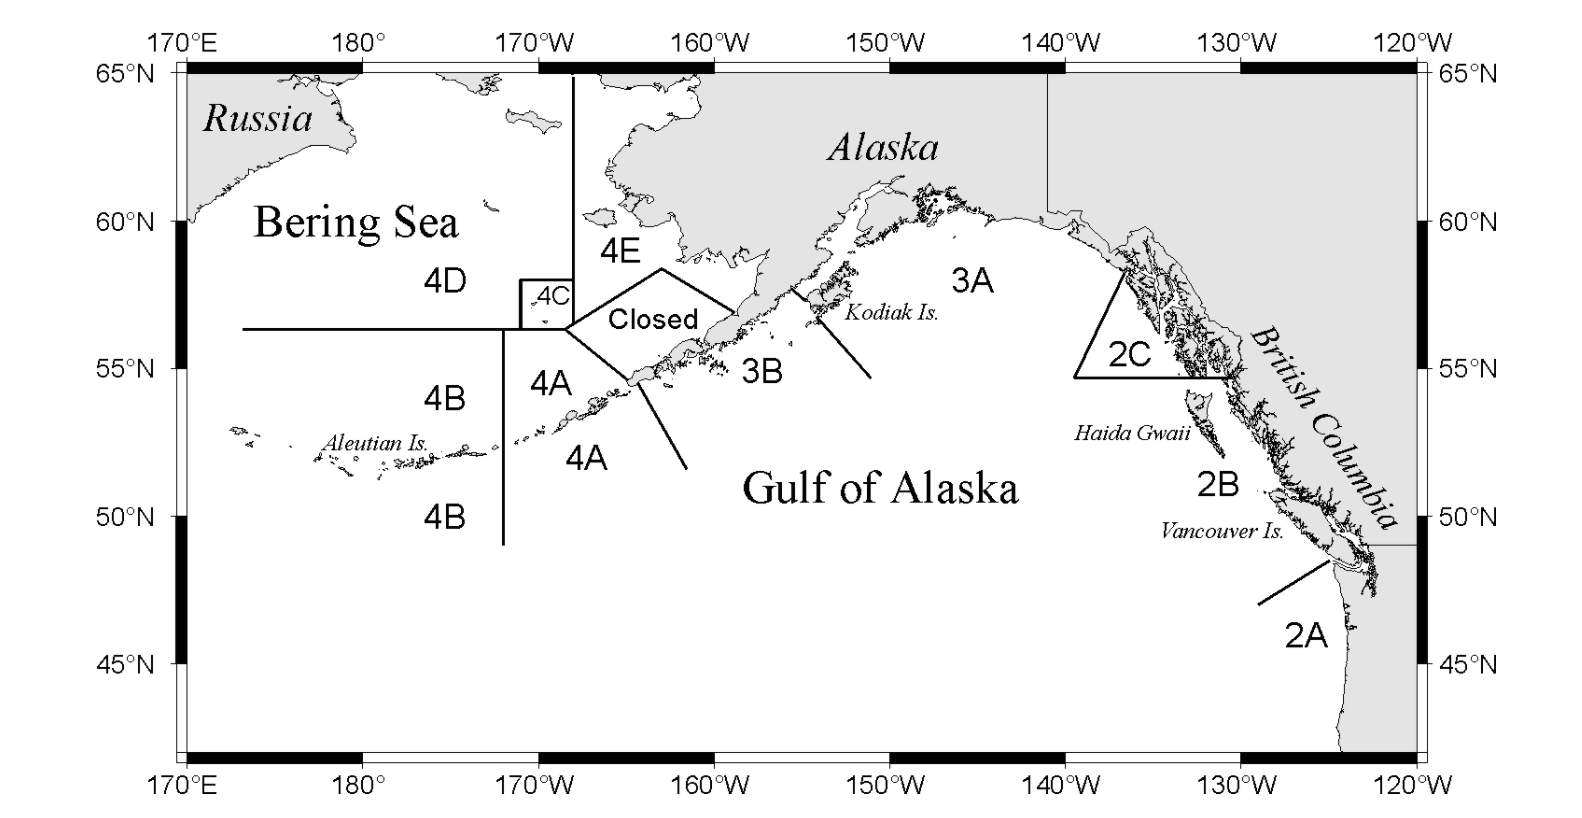 170°E 180° 170°W 160°W 150°W 140°W 130°W 120°W
65°N 65°N
Russia
Alaska
60°N Bering Sea 60°N
4E
4D 4C 3A
Closed Kodiak Is.
British Columbia
55°N 4A 3B 2C 55°N
4B
Aleutian Is. Haida Gwaii
4A
Gulf of Alaska 2B
50°N 4B 50°N
Vancouver Is.
2A
45°N 45°N
170°E 180° 170°W 160°W 150°W 140°W 130°W 120°W